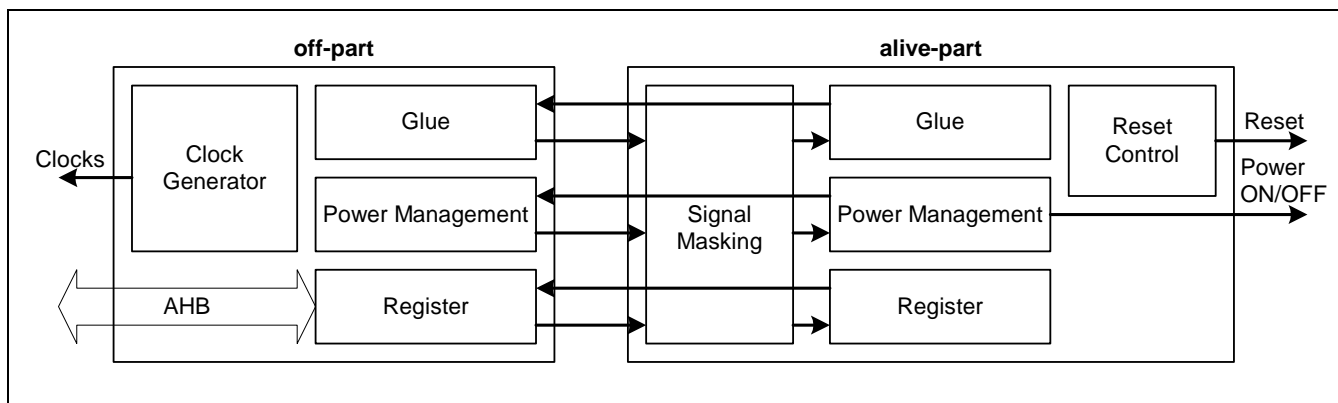 off-part
alive-part
Clocks
Clock
Generator
Glue
Power Management
AHB
Register
Signal
Masking
Glue
Power Management
Register
Reset
Control
Reset
Power
ON/OFF